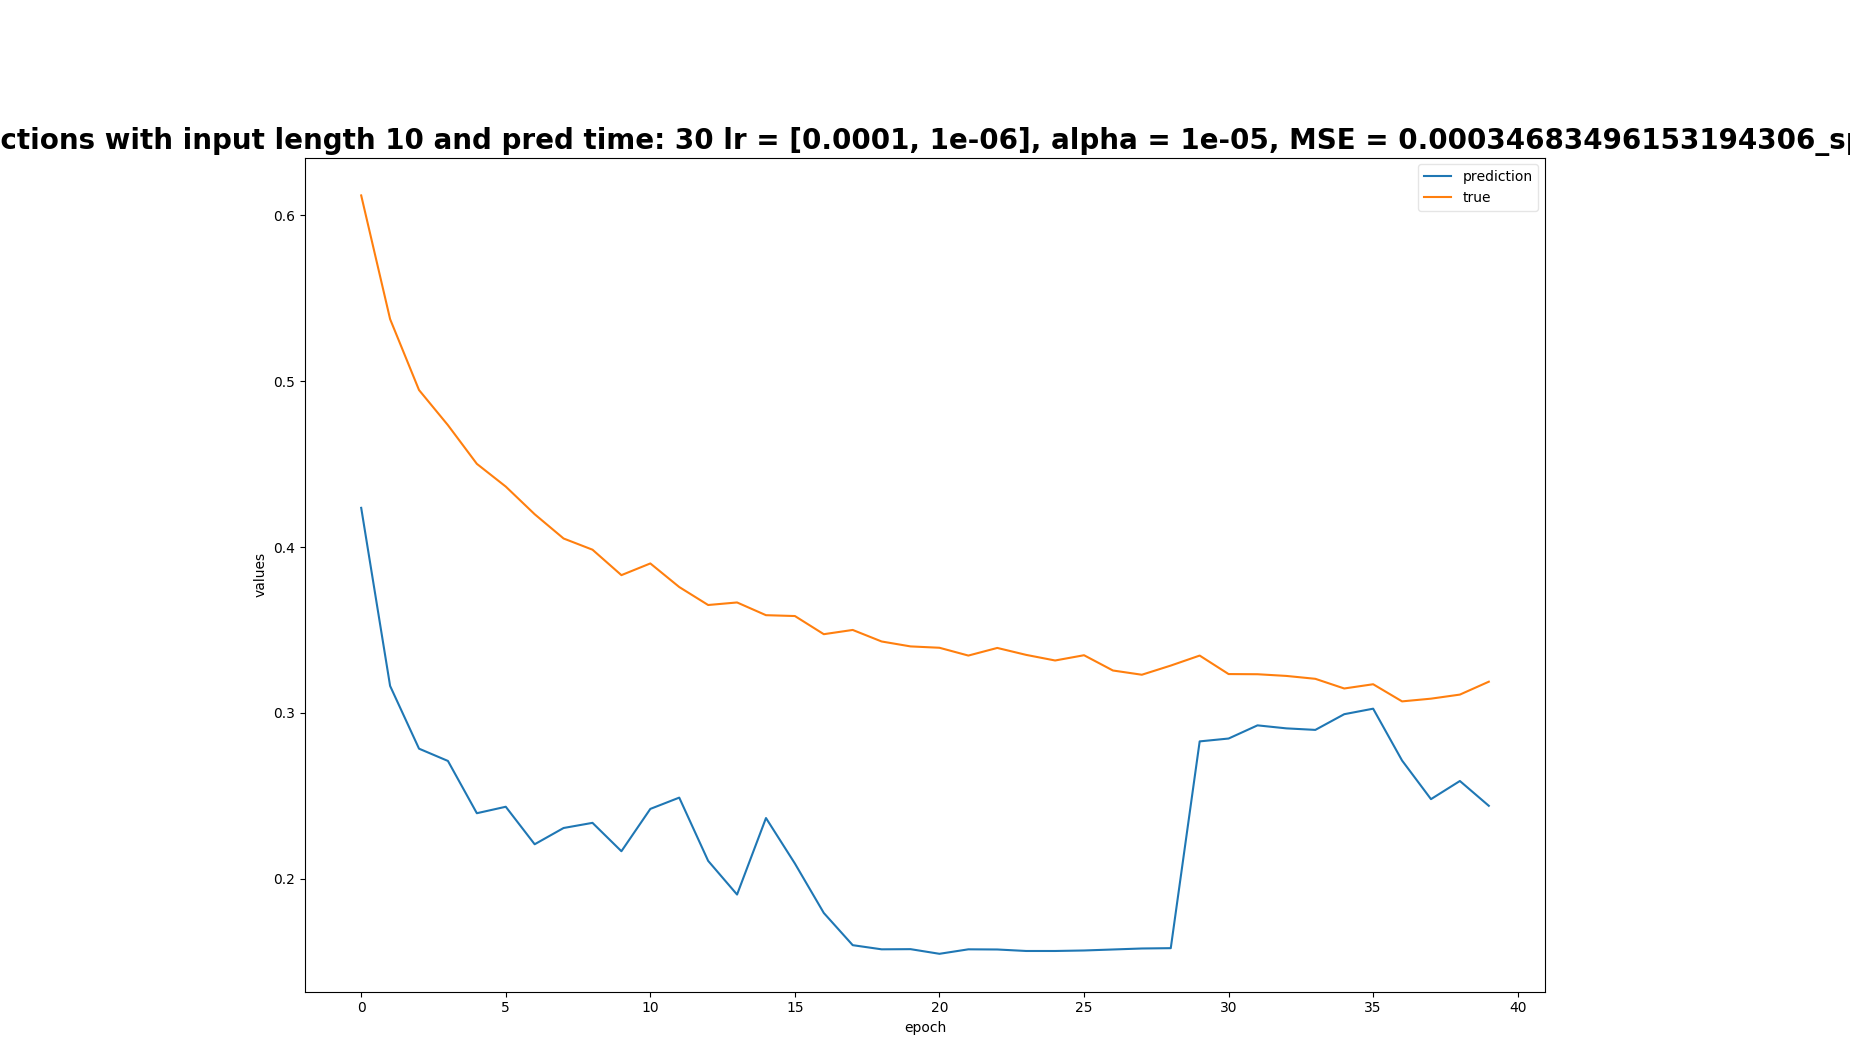 ctions with input length 10 and pred time: 30 lr = [0.0001, 1e-06], alpha = 1e-05, MSE = 0.00034683496153194306_sp
prediction
true
0.6
0.5
0.4
0.3
0.2
values
0 5 10 15 20 25 30 35 40
epoch